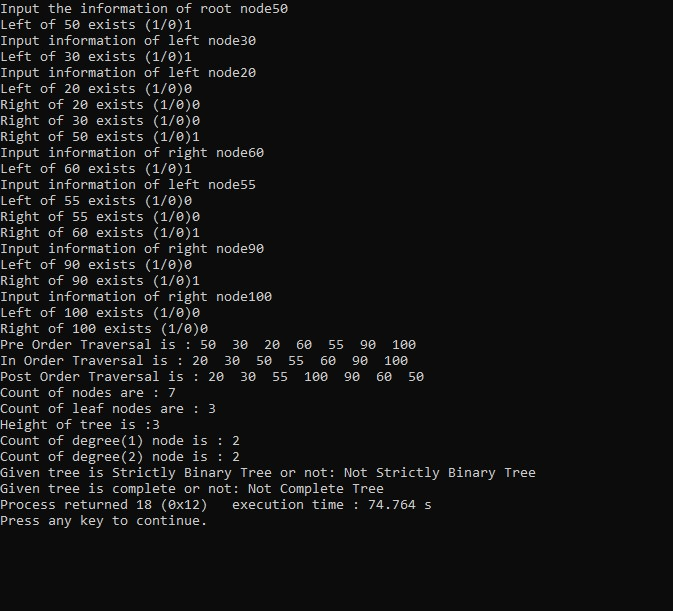 Input the information of root node50
Left of 50 exists (1/0)1
Input information of left node30
Left of 30 exists (1/0)1
Input information of left node20
Left of 20 exists (1/0)0
Right of 20 exists (1/0)0
Right of 30 exists (1/0)0
Right of 50 exists (1/0)1
Input information of right node60
Left of 60 exists (1/0)1
Input information of left node55
Left of 55 exists (1/0)0
Right of 55 exists (1/0)0
Right of 60 exists (1/0)1
Input information of right node90
Left of 90 exists (1/0)0
Right of 90 exists (1/0)1
Input information of right node100
Left of 100 exists (1/0)0
Right of 100 exists (1/0)0
Pre Order Traversal is : 50  30  20  60  55  90  100
In Order Traversal is : 20  30  50  55  60  90  100
Post Order Traversal is : 20  30  55  100  90  60  50
Count of nodes are : 7
Count of leaf nodes are : 3
Height of tree is :3
Count of degree(1) node is : 2
Count of degree(2) node is : 2
Given tree is Strictly Binary Tree or not: Not Strictly Binary Tree
Given tree is complete or not: Not Complete Tree
Process returned 18 (0x12)   execution time : 74.764 s
Press any key to continue.